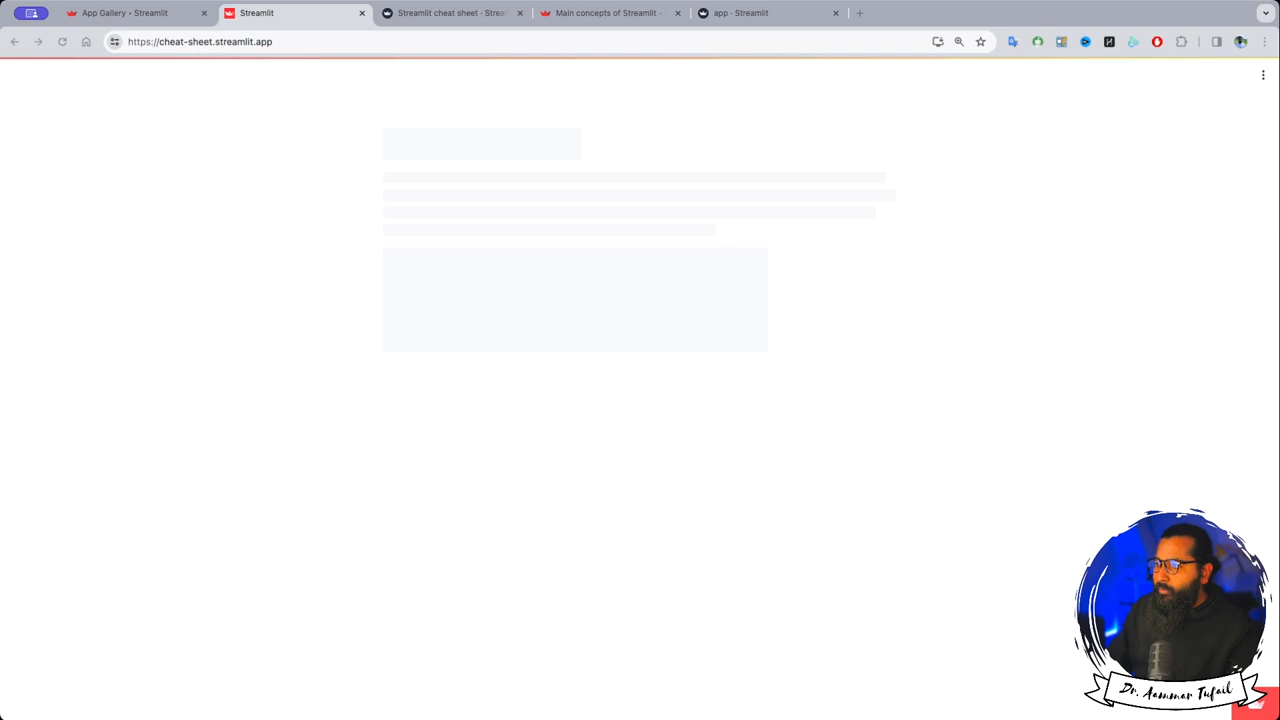 App Gallery • Streamlit
Streamlit
Streamlit cheat sheet · Strea
Main concepts of Streamlit -
app · Streamlit
https://cheat-sheet.streamlit.app
Dr. Aammar Tufail